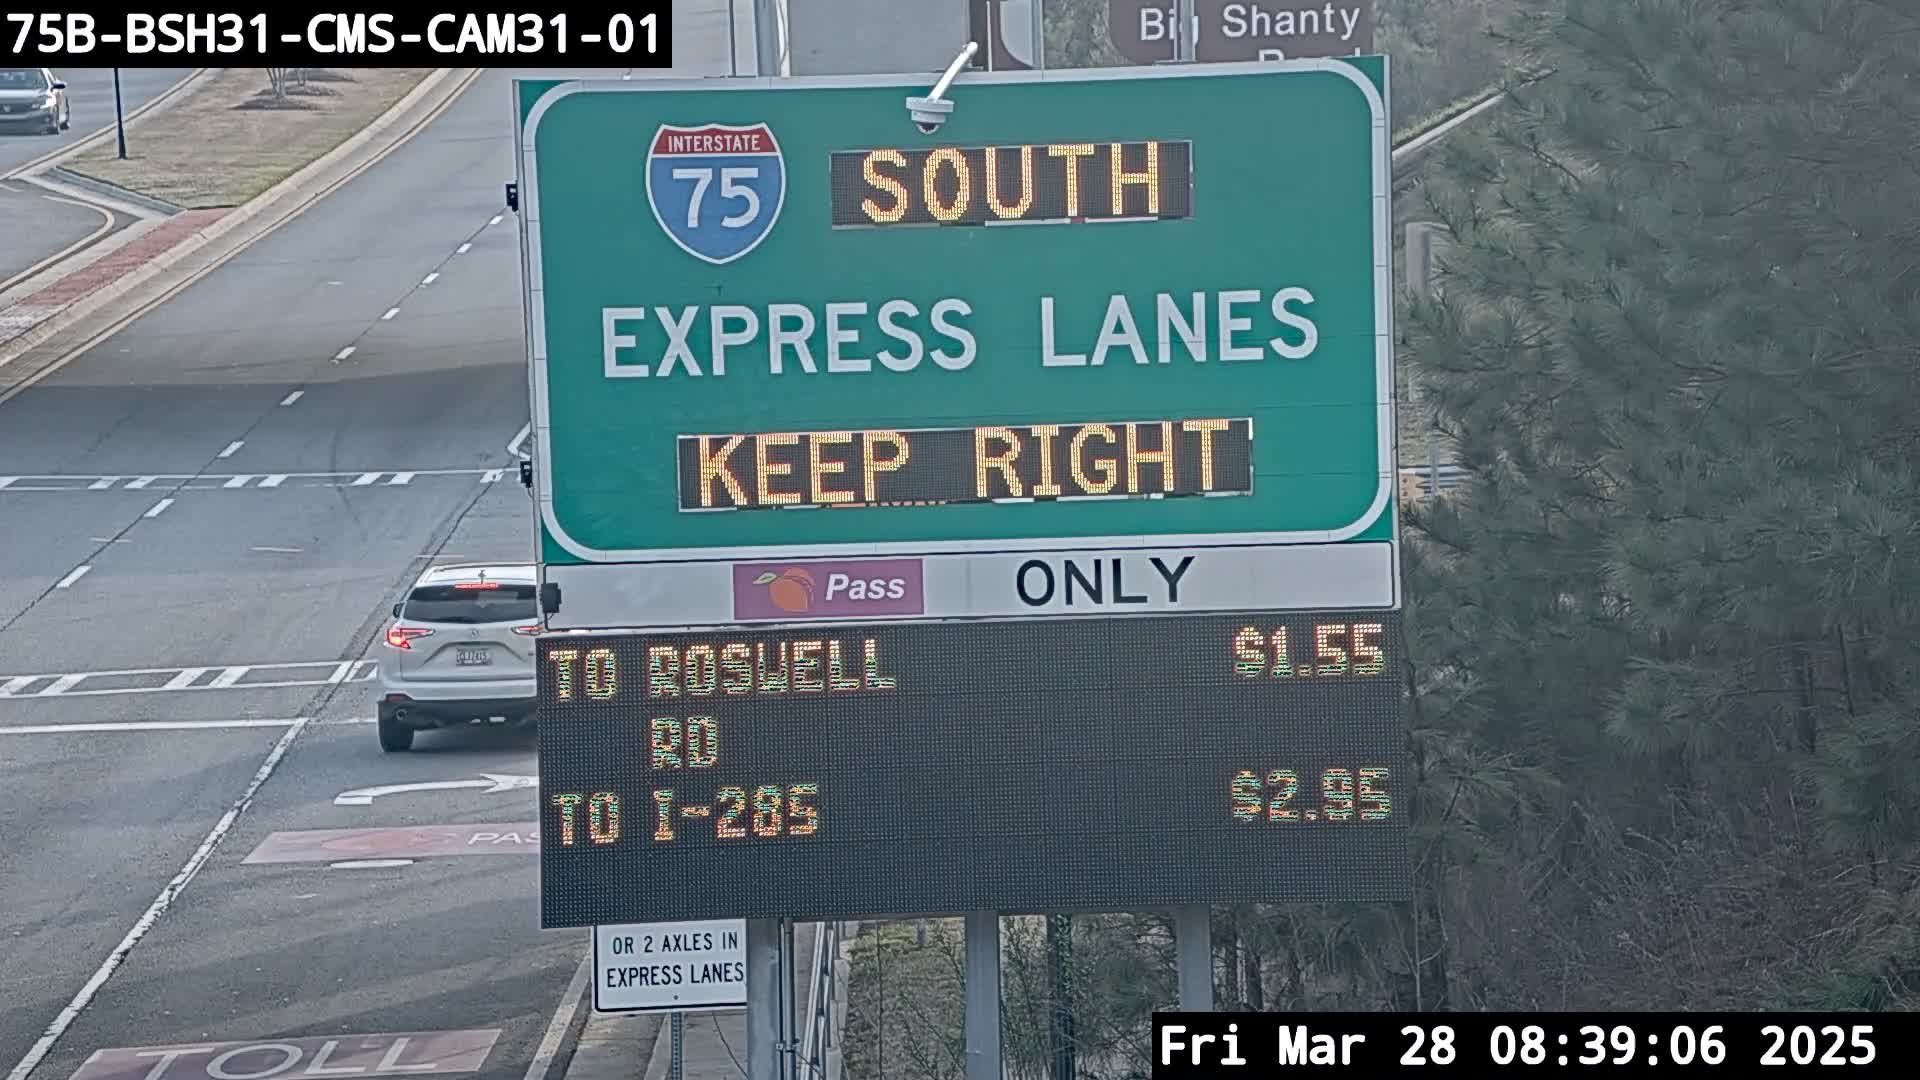 75B-BSH31-CMS-CAM31-01
Big Shanty
INTERSTATE
75
SOUTH
EXPRESS LANES
KEEP RIGHT
Pass ONLY
TO ROSWELL $1.55
RD
TO I-285 $2.95
OR 2 AXLES IN
EXPRESS LANES
TOLL
Fri Mar 28 08:39:06 2025